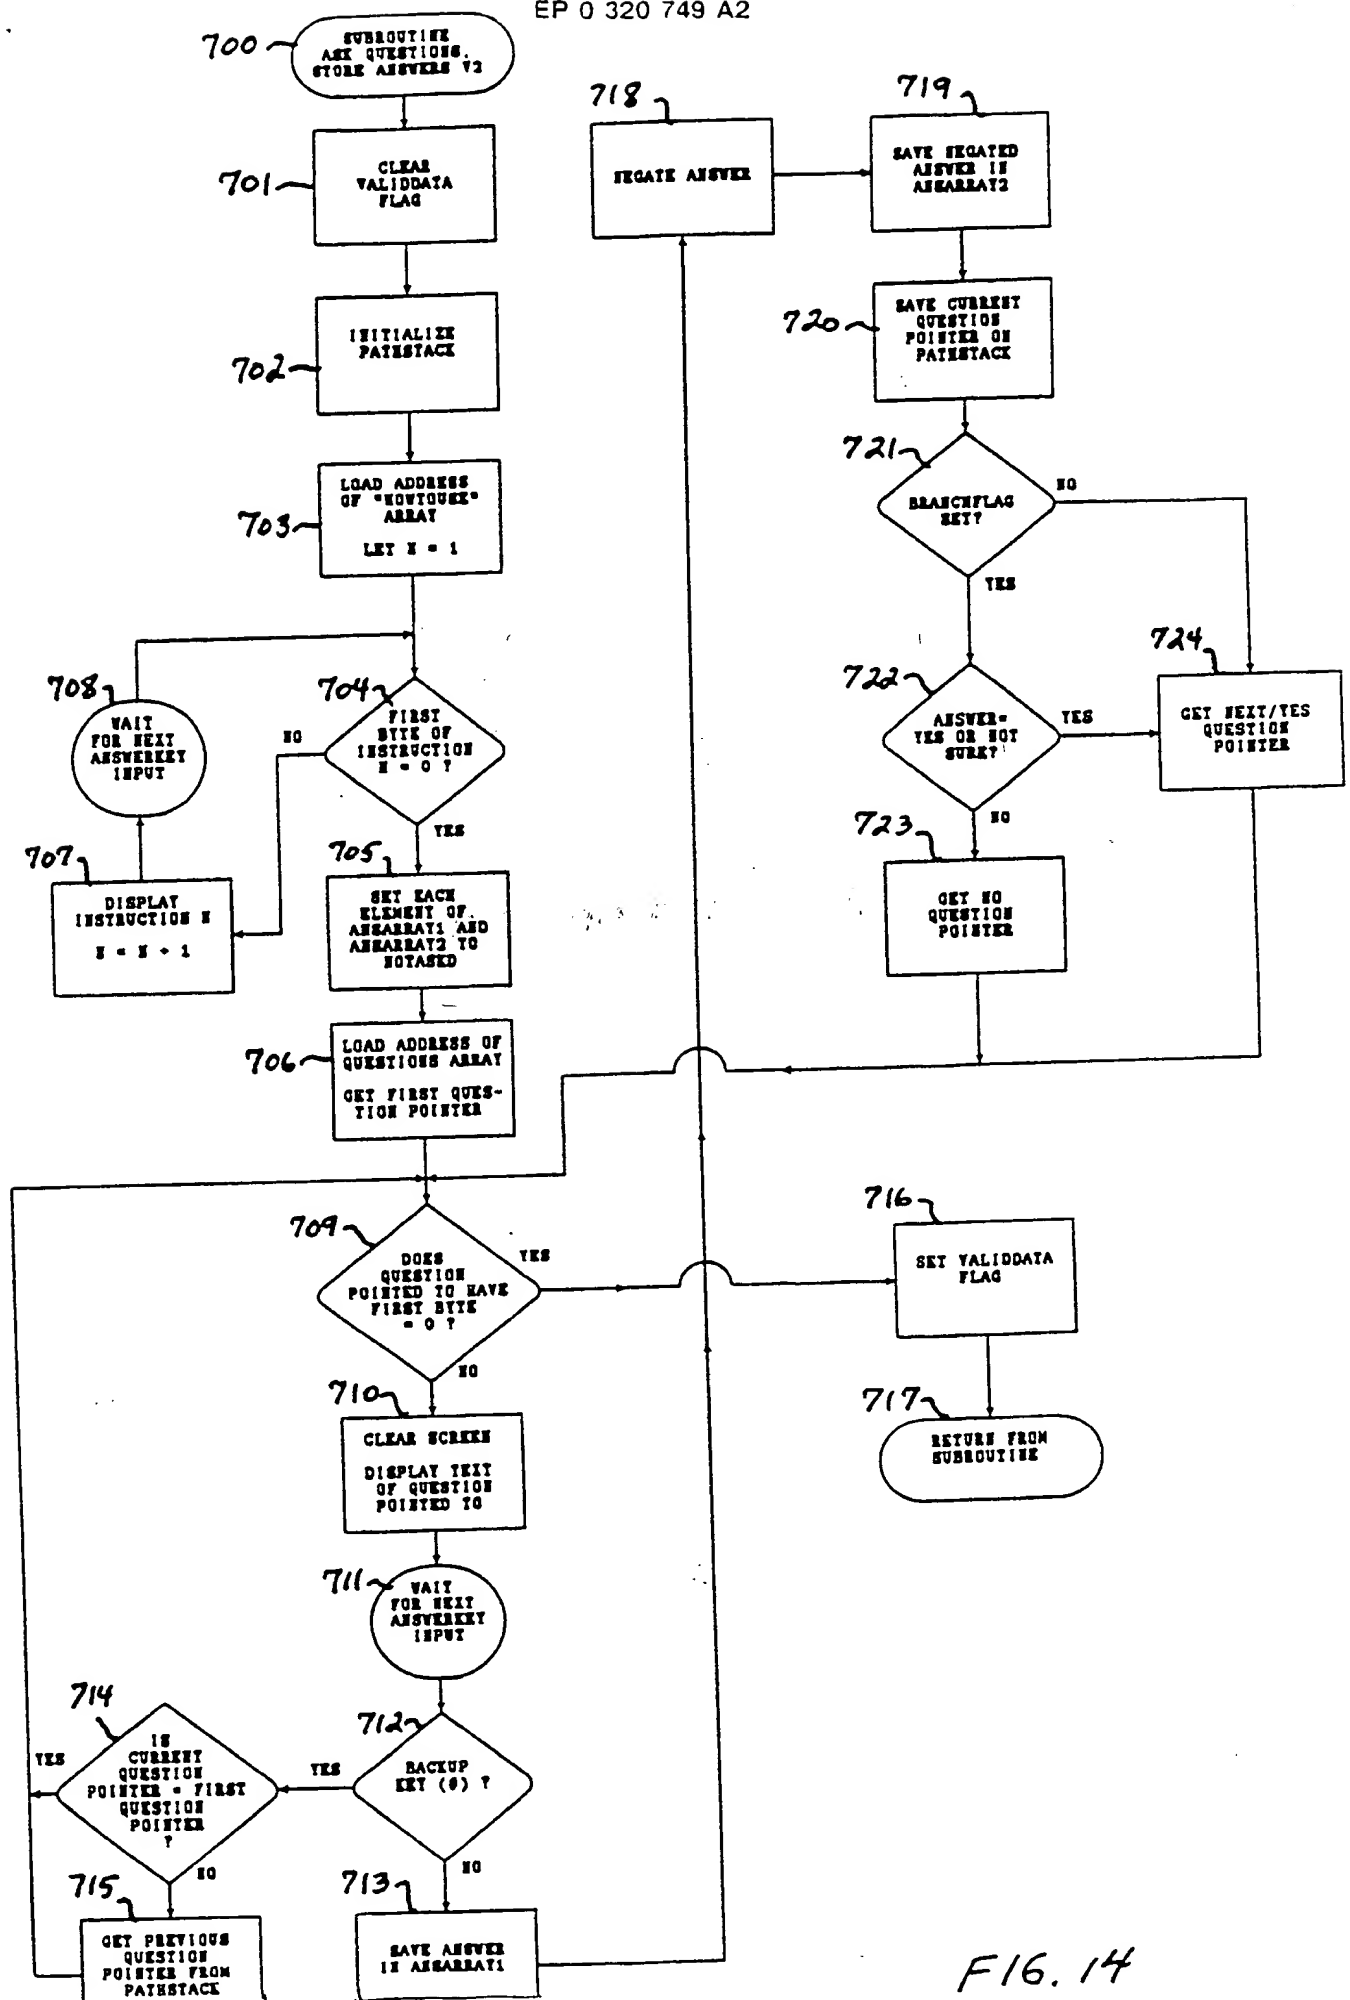 EP 0 320 749 A2
700
SUBROUTINE
ASK QUESTIONS,
STORE ANSWERS V2
701
CLEAR
VALIDDATA
FLAG
702
INITIALIZE
PATHSTACK
703
LOAD ADDRESS
OF "HOWTOUSE"
ARRAY
LET N = 1
704
FIRST
BYTE OF
INSTRUCTION
N = 0 ?
NO
YES
708
WAIT
FOR NEXT
ANSWERKEY
INPUT
707
DISPLAY
INSTRUCTION N
N = N + 1
705
SET EACH
ELEMENT OF
ANSARRAY1 AND
ANSARRAY2 TO
NOTASKED
706
LOAD ADDRESS OF
QUESTIONS ARRAY
GET FIRST QUES-
TION POINTER
709
DOES
QUESTION
POINTED TO HAVE
FIRST BYTE
= 0 ?
YES
NO
710
CLEAR SCREEN
DISPLAY TEXT
OF QUESTION
POINTED TO
711
WAIT
FOR NEXT
ANSWERKEY
INPUT
712
BACKUP
KEY (#) ?
YES
NO
713
SAVE ANSWER
IN ANSARRAY1
714
IS
CURRENT
QUESTION
POINTER = FIRST
QUESTION
POINTER
?
YES
NO
715
GET PREVIOUS
QUESTION
POINTER FROM
PATHSTACK
716
SET VALIDDATA
FLAG
717
RETURN FROM
SUBROUTINE
718
NEGATE ANSWER
719
SAVE NEGATED
ANSWER IN
ANSARRAY2
720
SAVE CURRENT
QUESTION
POINTER ON
PATHSTACK
721
BRANCHFLAG
SET?
NO
YES
722
ANSWER=
YES OR NOT
SURE?
YES
NO
723
GET NO
QUESTION
POINTER
724
GET NEXT/YES
QUESTION
POINTER
FIG. 14